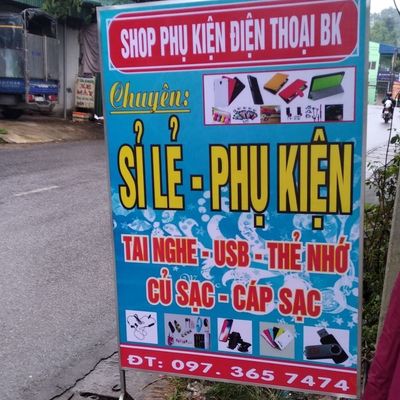 SHOP PHỤ KIỆN ĐIỆN THOẠI BK
Chuyên:
SỈ LẺ - PHỤ KIỆN
TAI NGHE - USB - THẺ NHỚ
CỦ SẠC - CÁP SẠC
ĐT: 097. 365 7474